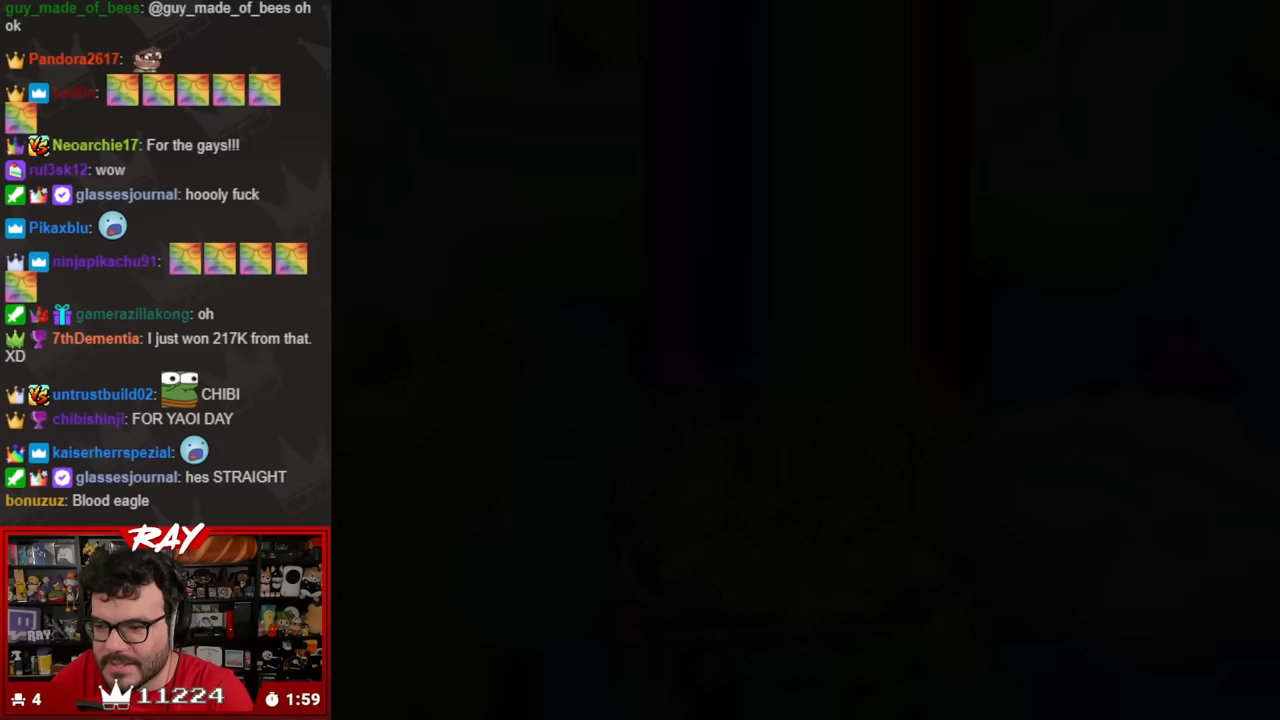 guy_made_of_bees: @guy_made_of_bees oh
ok
Pandora2617:
Neoarchie17: For the gays!!!
rul3sk12: wow
glassesjournal: hoooly fuck
Pikaxblu:
ninjapikachu91:
gamerazillakong: oh
7thDementia: I just won 217K from that.
XD
untrustbuild02: CHIBI
chibishinji: FOR YAOI DAY
kaiserherrspezial:
glassesjournal: hes STRAIGHT
bonuzuz: Blood eagle
RAY
RAY
4 11224 1:59